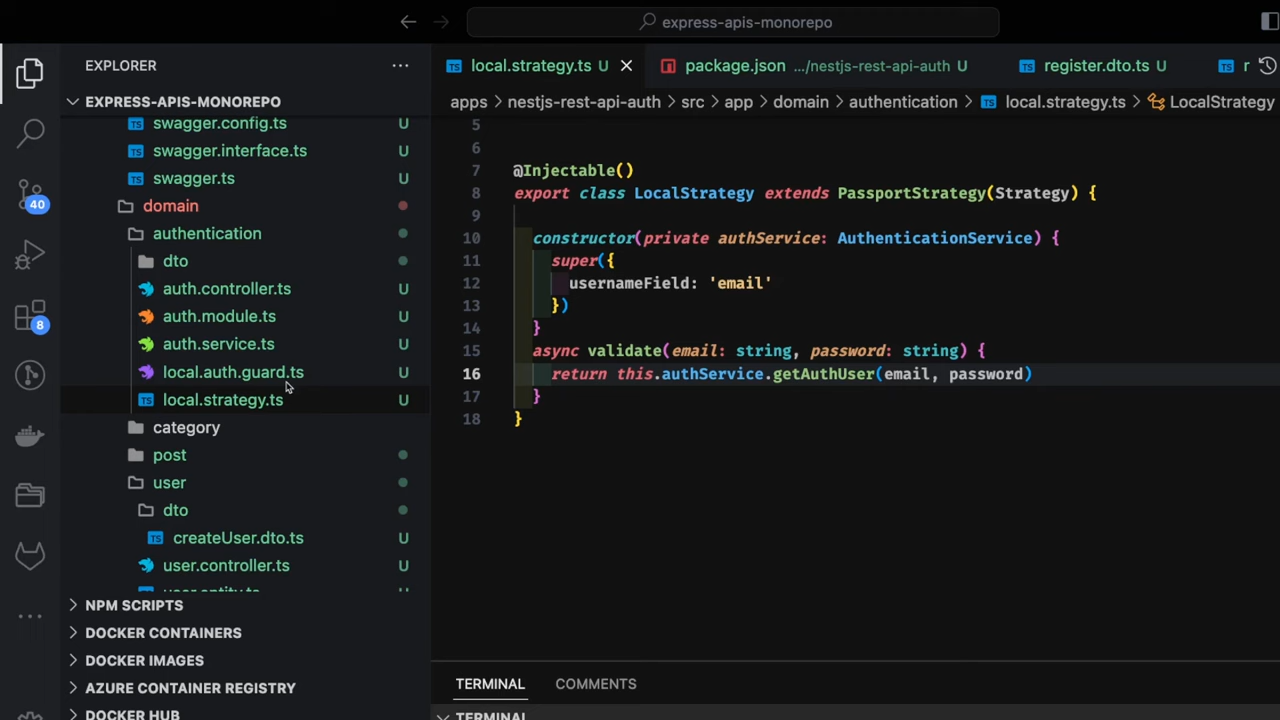 express-apis-monorepo
EXPLORER
EXPRESS-APIS-MONOREPO
swagger.config.ts U
swagger.interface.ts U
swagger.ts U
domain
authentication
dto
auth.controller.ts U
auth.module.ts U
auth.service.ts U
local.auth.guard.ts U
local.strategy.ts U
category
post
user
dto
createUser.dto.ts U
user.controller.ts U
user.entity.ts
NPM SCRIPTS
DOCKER CONTAINERS
DOCKER IMAGES
AZURE CONTAINER REGISTRY
DOCKER HUB
40
8
local.strategy.ts U
package.json .../nestjs-rest-api-auth U
register.dto.ts U
r
apps > nestjs-rest-api-auth > src > app > domain > authentication > local.strategy.ts > LocalStrategy
5
6
7 @Injectable()
8 export class LocalStrategy extends PassportStrategy(Strategy) {
9
10 constructor(private authService: AuthenticationService) {
11 super({
12 usernameField: 'email'
13 })
14 }
15 async validate(email: string, password: string) {
16 return this.authService.getAuthUser(email, password)
17 }
18 }
TERMINAL COMMENTS
TERMINAL